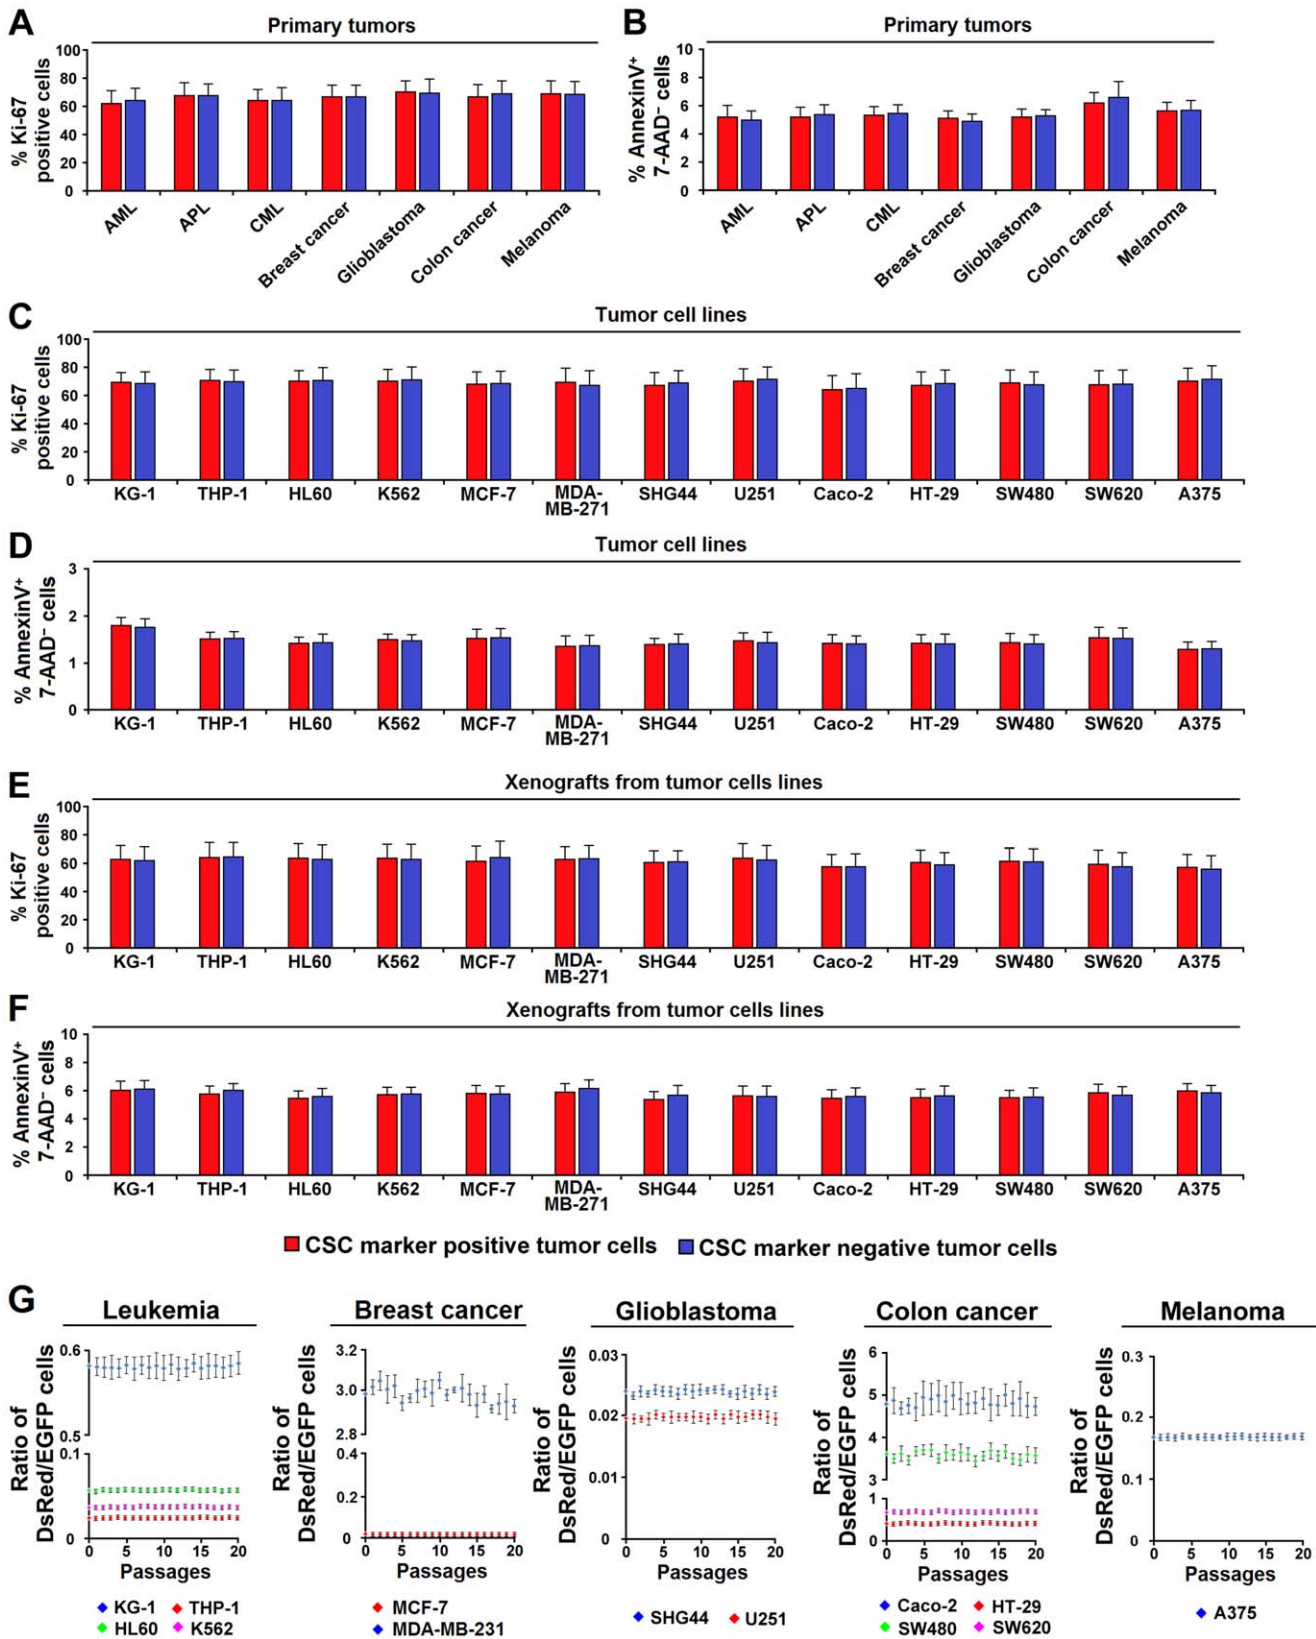 A
Primary tumors
% Ki-67
positive cells
100
80
60
40
20
0
AML
APL
CML
Breast cancer
Glioblastoma
Colon cancer
Melanoma
B
Primary tumors
% AnnexinV+
7-AAD− cells
10
8
6
4
2
0
AML
APL
CML
Breast cancer
Glioblastoma
Colon cancer
Melanoma
C
Tumor cell lines
% Ki-67
positive cells
100
80
60
40
20
0
KG-1 THP-1 HL60 K562 MCF-7 MDA-MB-271 SHG44 U251 Caco-2 HT-29 SW480 SW620 A375
D
Tumor cell lines
% AnnexinV+
7-AAD− cells
3
2
1
0
KG-1 THP-1 HL60 K562 MCF-7 MDA-MB-271 SHG44 U251 Caco-2 HT-29 SW480 SW620 A375
E
Xenografts from tumor cells lines
% Ki-67
positive cells
100
80
60
40
20
0
KG-1 THP-1 HL60 K562 MCF-7 MDA-MB-271 SHG44 U251 Caco-2 HT-29 SW480 SW620 A375
F
Xenografts from tumor cells lines
% AnnexinV+
7-AAD− cells
10
8
6
4
2
0
KG-1 THP-1 HL60 K562 MCF-7 MDA-MB-271 SHG44 U251 Caco-2 HT-29 SW480 SW620 A375
CSC marker positive tumor cells CSC marker negative tumor cells
G
Leukemia
Ratio of
DsRed/EGFP cells
0.6
0.5
0.1
0
0 5 10 15 20
Passages
KG-1 THP-1
HL60 K562
Breast cancer
Ratio of
DsRed/EGFP cells
3.2
3.0
2.8
0.4
0.2
0
0 5 10 15 20
Passages
MCF-7
MDA-MB-231
Glioblastoma
Ratio of
DsRed/EGFP cells
0.03
0.02
0.01
0
0 5 10 15 20
Passages
SHG44 U251
Colon cancer
Ratio of
DsRed/EGFP cells
6
5
4
3
1
0
0 5 10 15 20
Passages
Caco-2 HT-29
SW480 SW620
Melanoma
Ratio of
DsRed/EGFP cells
0.3
0.2
0.1
0
0 5 10 15 20
Passages
A375